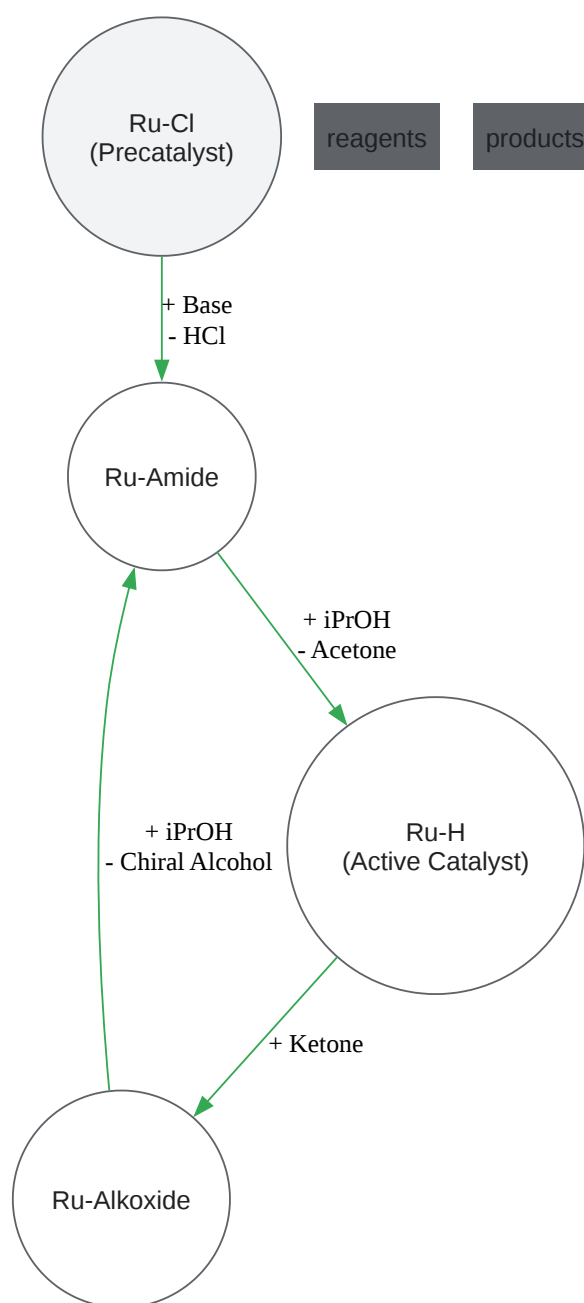 Ru-Cl
(Precatalyst)
reagents
products
+ Base
- HCl
Ru-Amide
+ iPrOH
- Acetone
+ iPrOH
- Chiral Alcohol
Ru-H
(Active Catalyst)
+ Ketone
Ru-Alkoxide